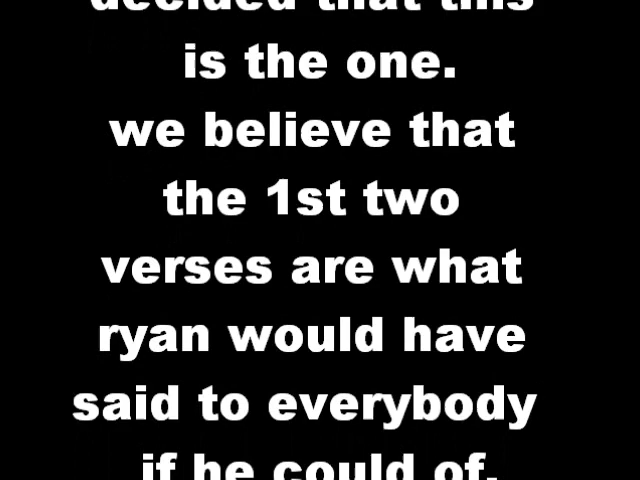 decided that this
is the one.
we believe that
the 1st two
verses are what
ryan would have
said to everybody
if he could of.